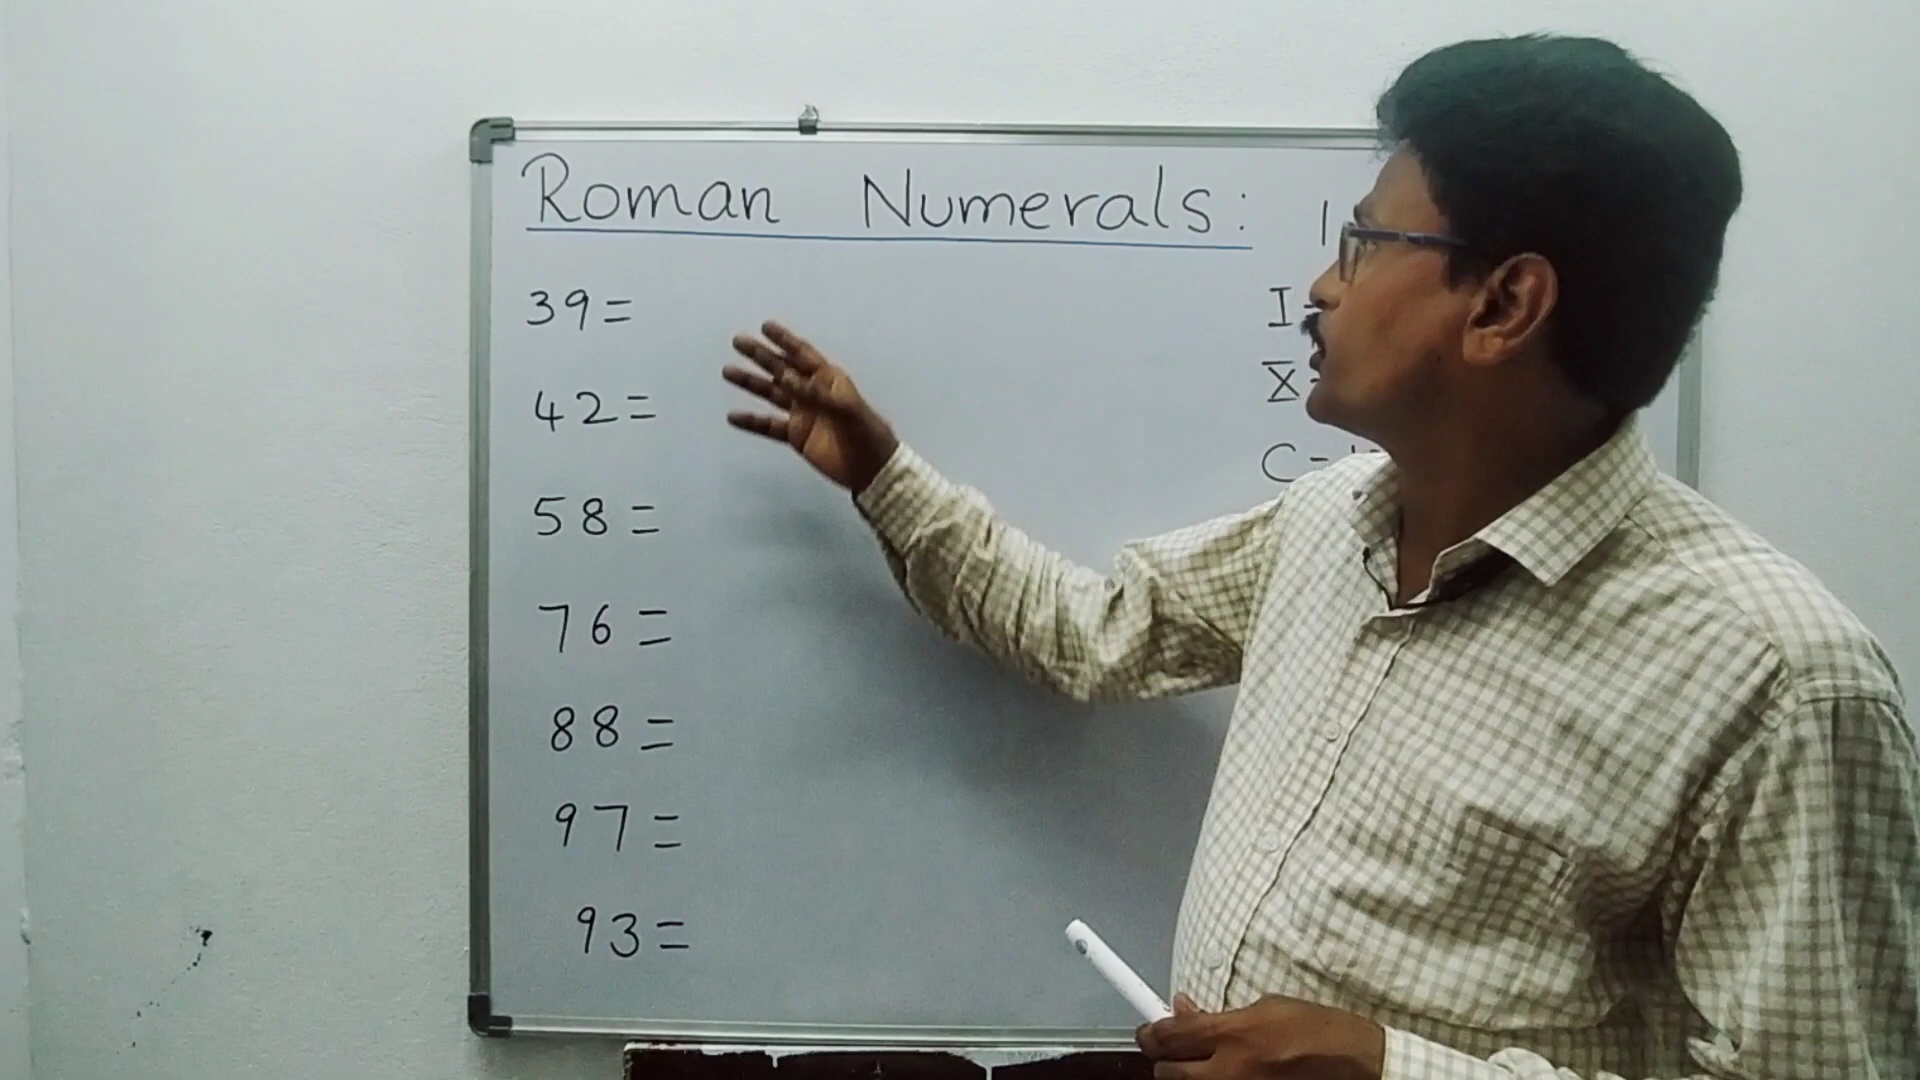 Roman Numerals:
39=
42=
58=
76=
88=
97=
93=
I
X
C -